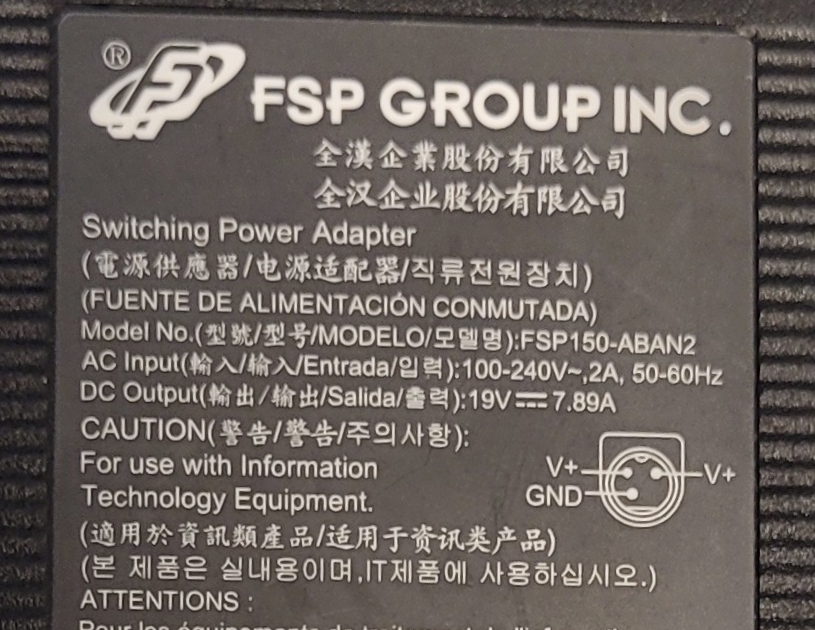 ®
FSP GROUP INC.
全漢企業股份有限公司
全汉企业股份有限公司
Switching Power Adapter
(電源供應器/电源适配器/직류전원장치)
(FUENTE DE ALIMENTACIÓN CONMUTADA)
Model No.(型號/型号/MODELO/모델명):FSP150-ABAN2
AC Input(輸入/输入/Entrada/입력):100-240V~,2A, 50-60Hz
DC Output(輸出/输出/Salida/출력):19V⎓7.89A
CAUTION(警告/警告/주의사항):
For use with Information
Technology Equipment.
V+ V+
GND
(適用於資訊類產品/适用于资讯类产品)
(본 제품은 실내용이며,IT제품에 사용하십시오.)
ATTENTIONS :